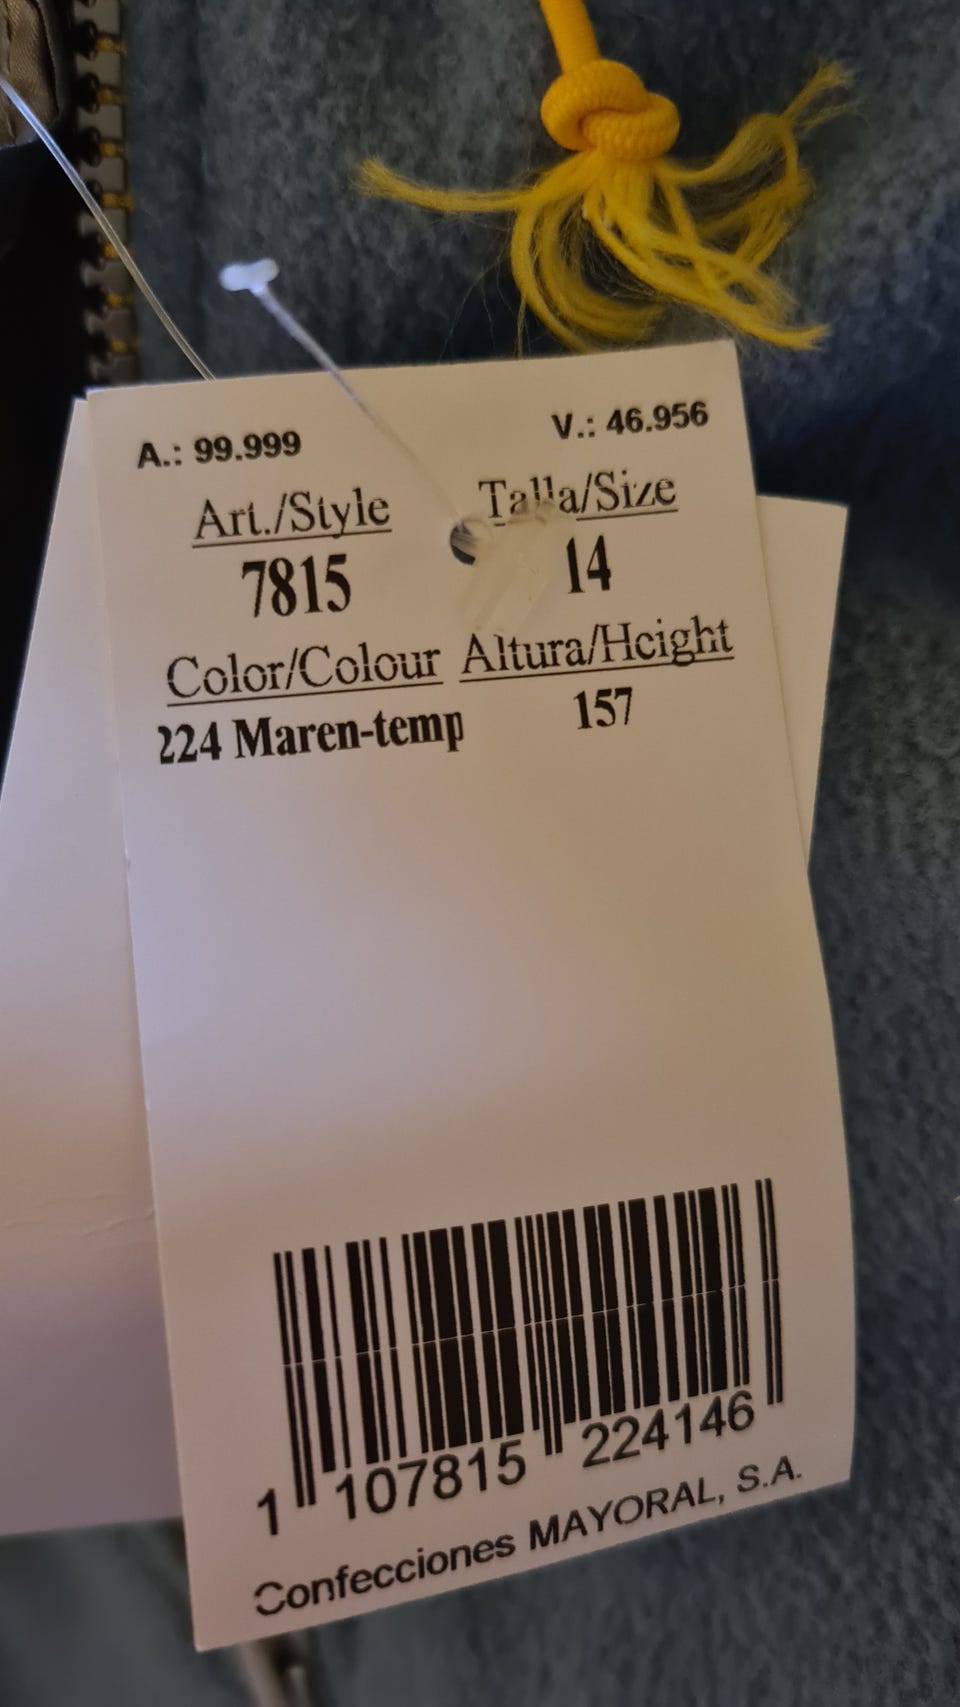 A.: 99.999 V.: 46.956
Art./Style Talla/Size
7815 14
Color/Colour Altura/Height
224 Maren-temp 157
1 107815 224146
Confecciones MAYORAL, S.A.